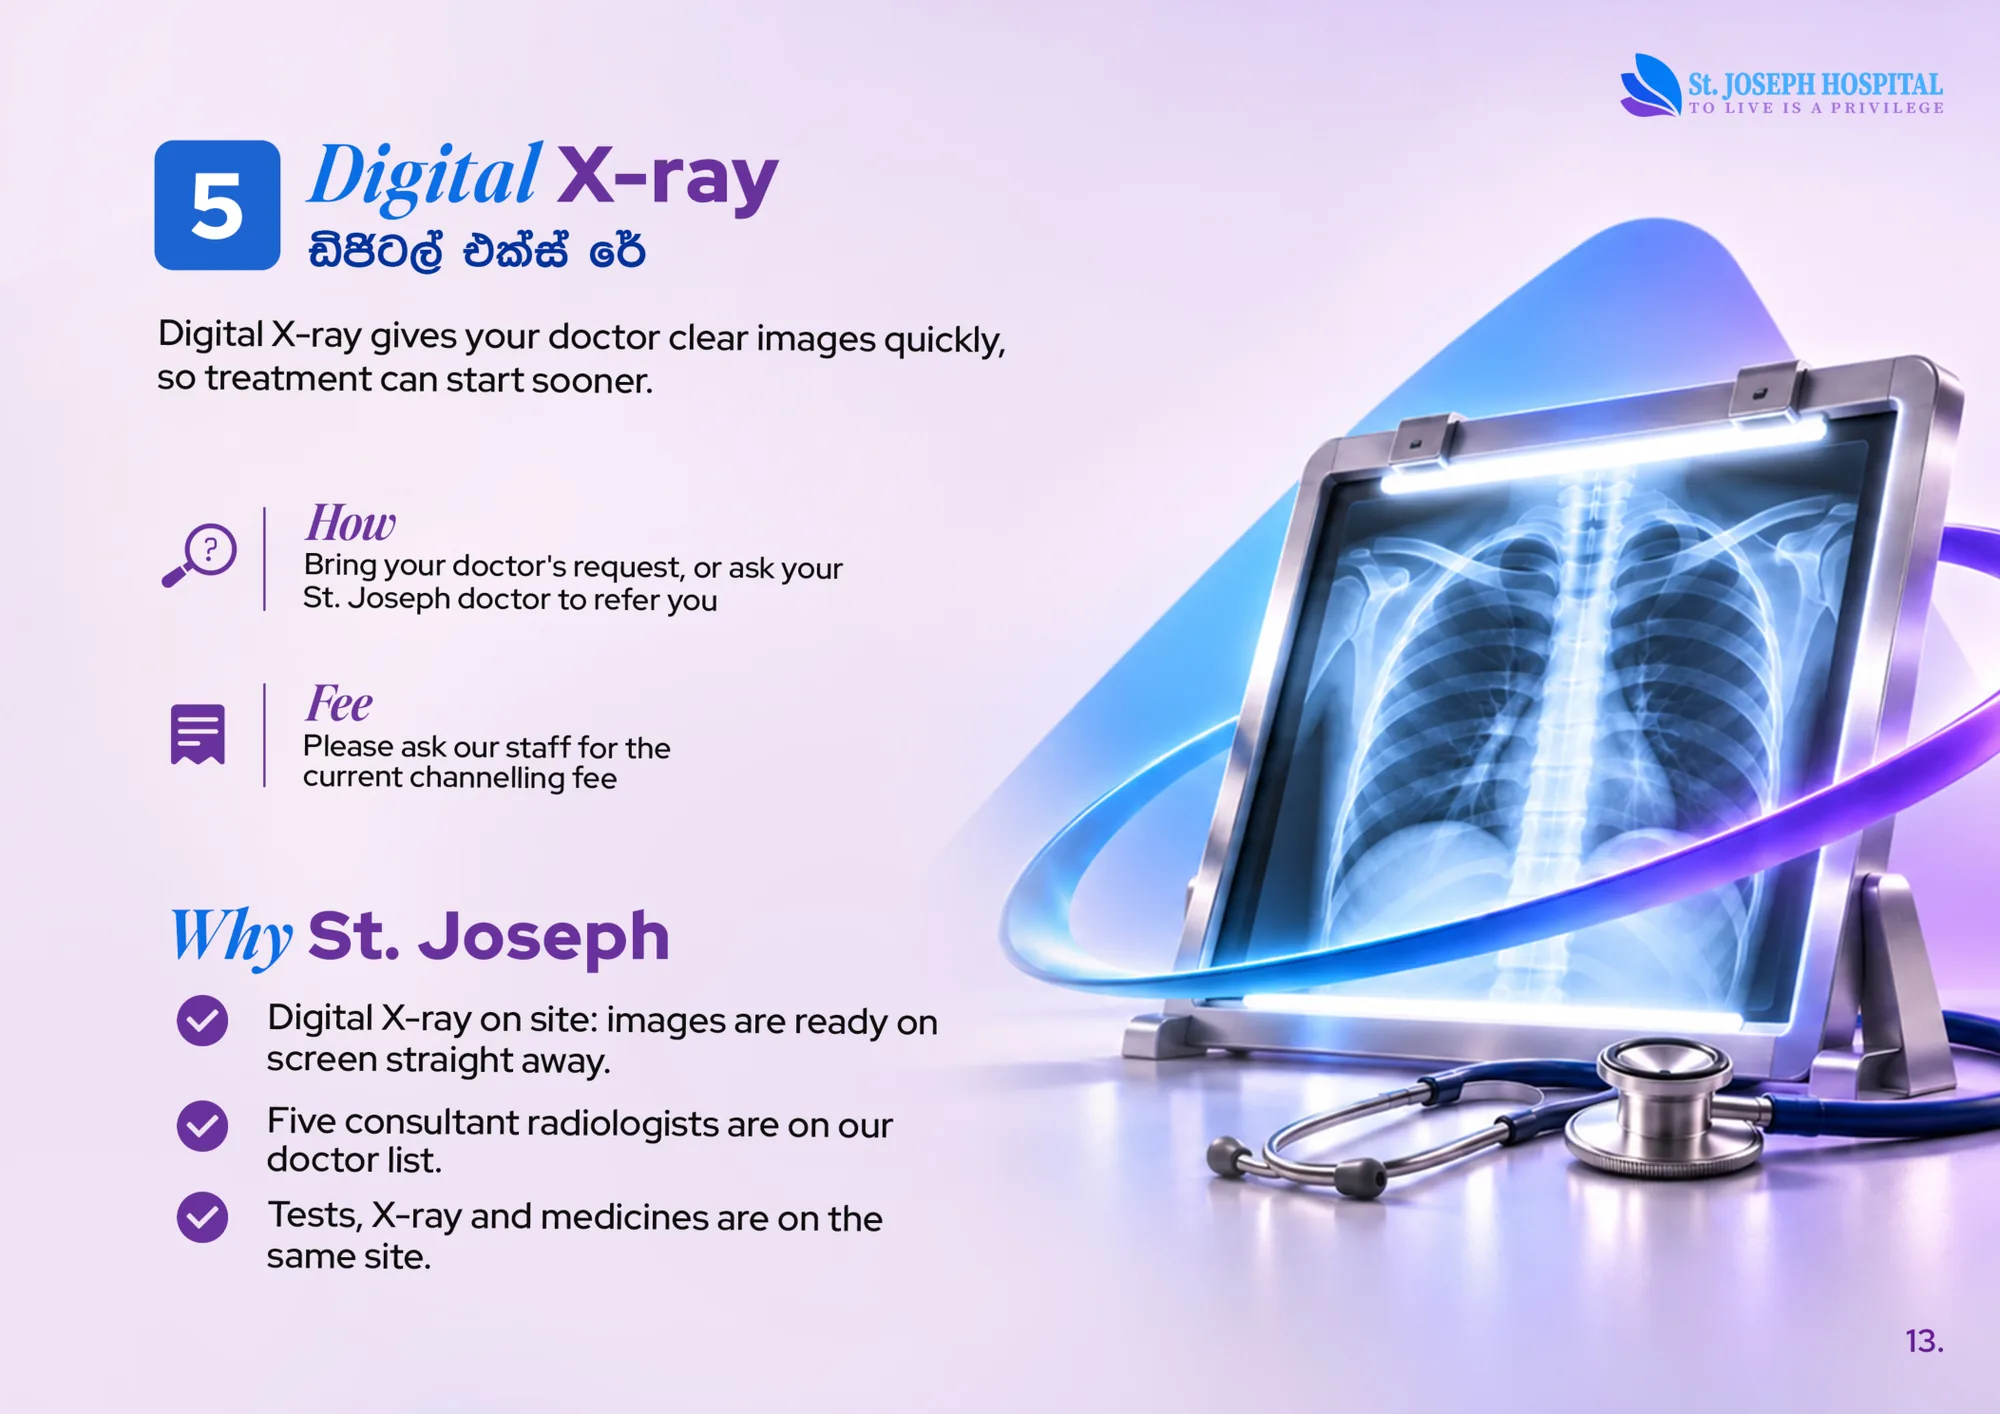 St. JOSEPH HOSPITAL
TO LIVE IS A PRIVILEGE
5
Digital X-ray
ඩිජිටල් එක්ස් රේ
Digital X-ray gives your doctor clear images quickly,
so treatment can start sooner.
?
How
Bring your doctor's request, or ask your
St. Joseph doctor to refer you
Fee
Please ask our staff for the
current channelling fee
Why St. Joseph
Digital X-ray on site: images are ready on
screen straight away.
Five consultant radiologists are on our
doctor list.
Tests, X-ray and medicines are on the
same site.
13.